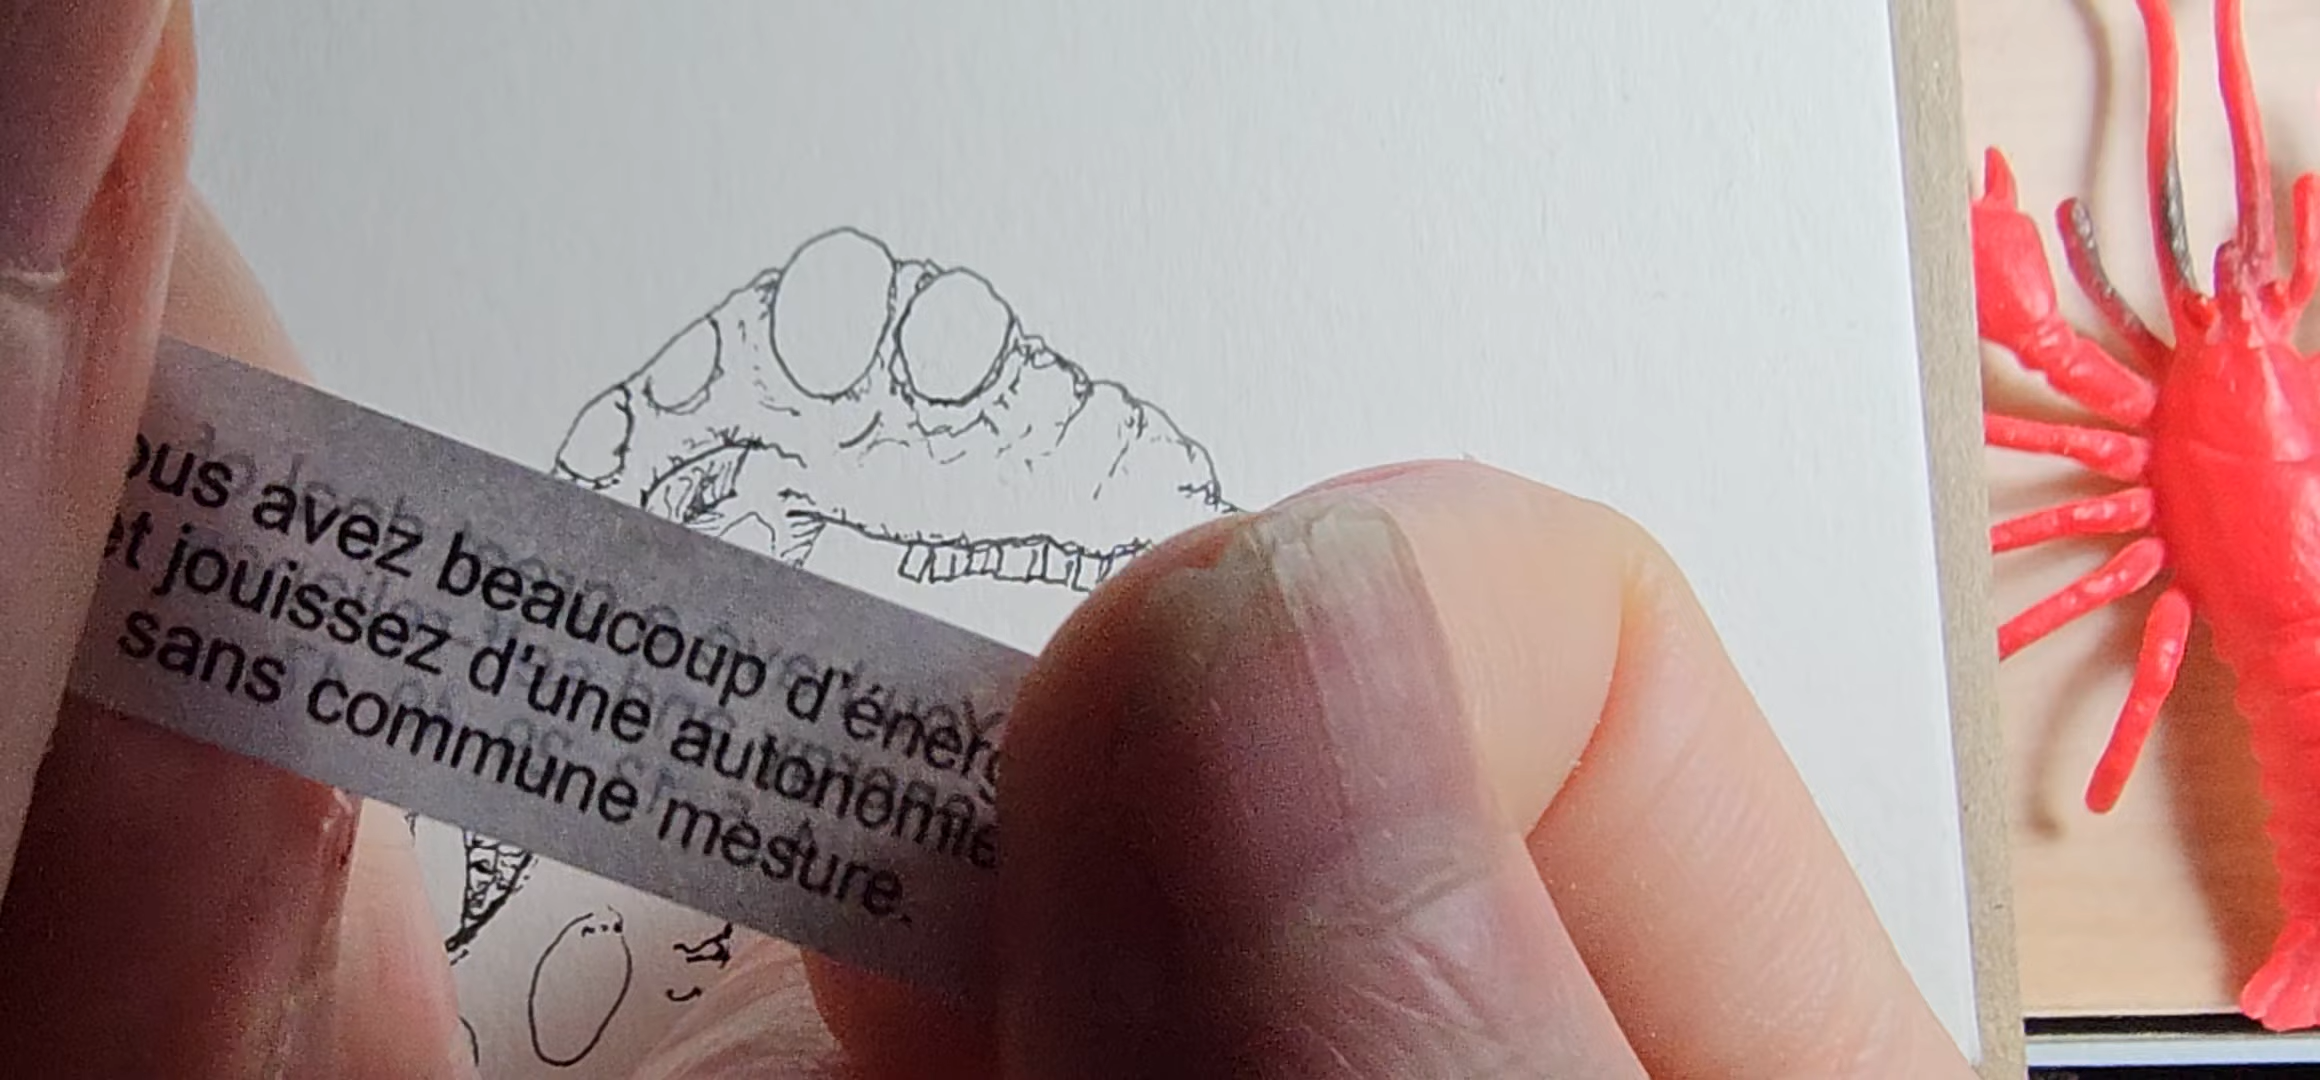 ous avez beaucoup d'énerg
et jouissez d'une autonomie
sans commune mesure.